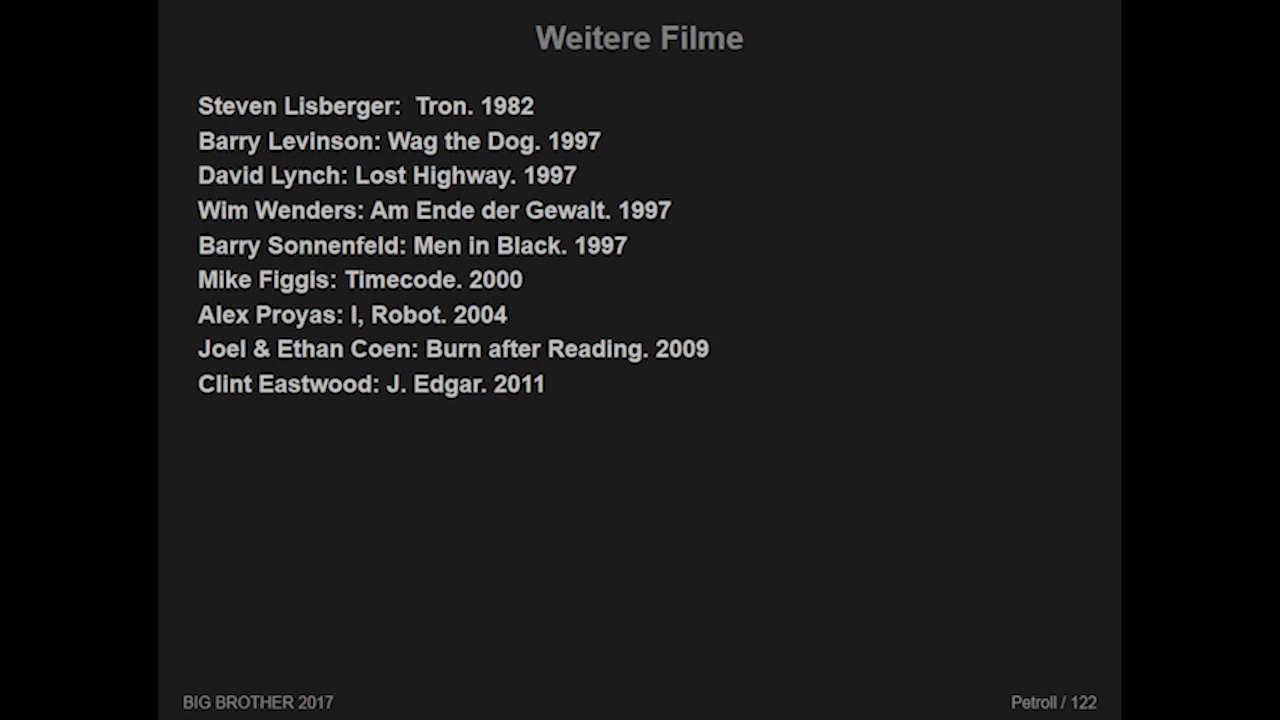 Weitere Filme
Steven Lisberger:  Tron. 1982
Barry Levinson: Wag the Dog. 1997
David Lynch: Lost Highway. 1997
Wim Wenders: Am Ende der Gewalt. 1997
Barry Sonnenfeld: Men in Black. 1997
Mike Figgis: Timecode. 2000
Alex Proyas: I, Robot. 2004
Joel & Ethan Coen: Burn after Reading. 2009
Clint Eastwood: J. Edgar. 2011
BIG BROTHER 2017
Petroll / 122